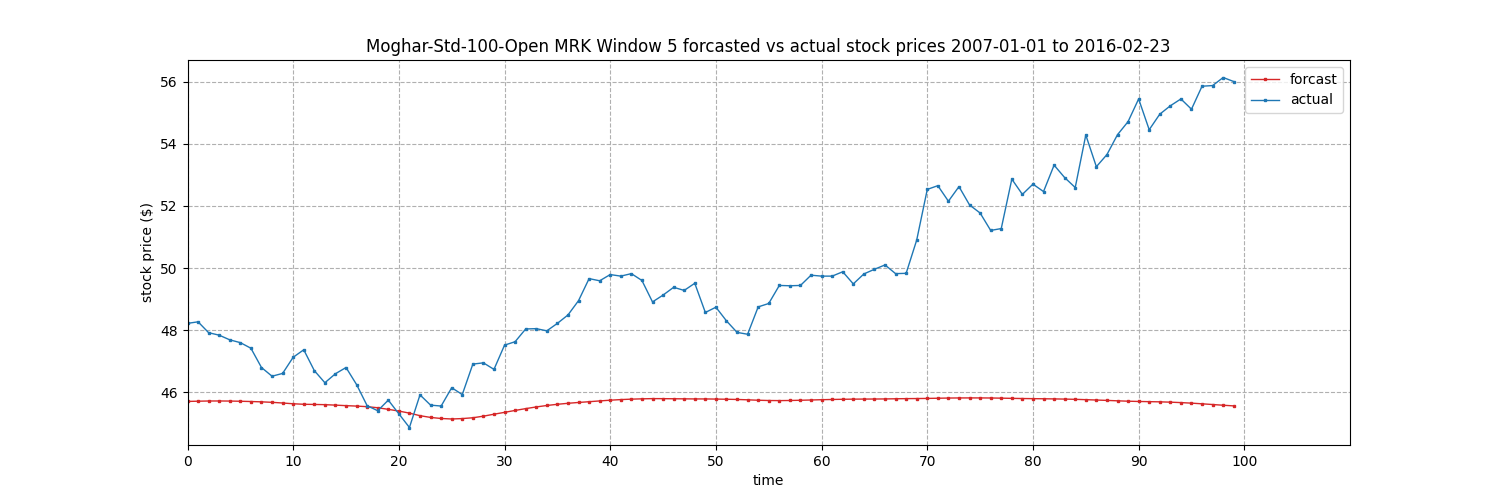 Moghar-Std-100-Open MRK Window 5 forcasted vs actual stock prices 2007-01-01 to 2016-02-23
forcast
actual
stock price ($)
56
54
52
50
48
46
0 10 20 30 40 50 60 70 80 90 100
time